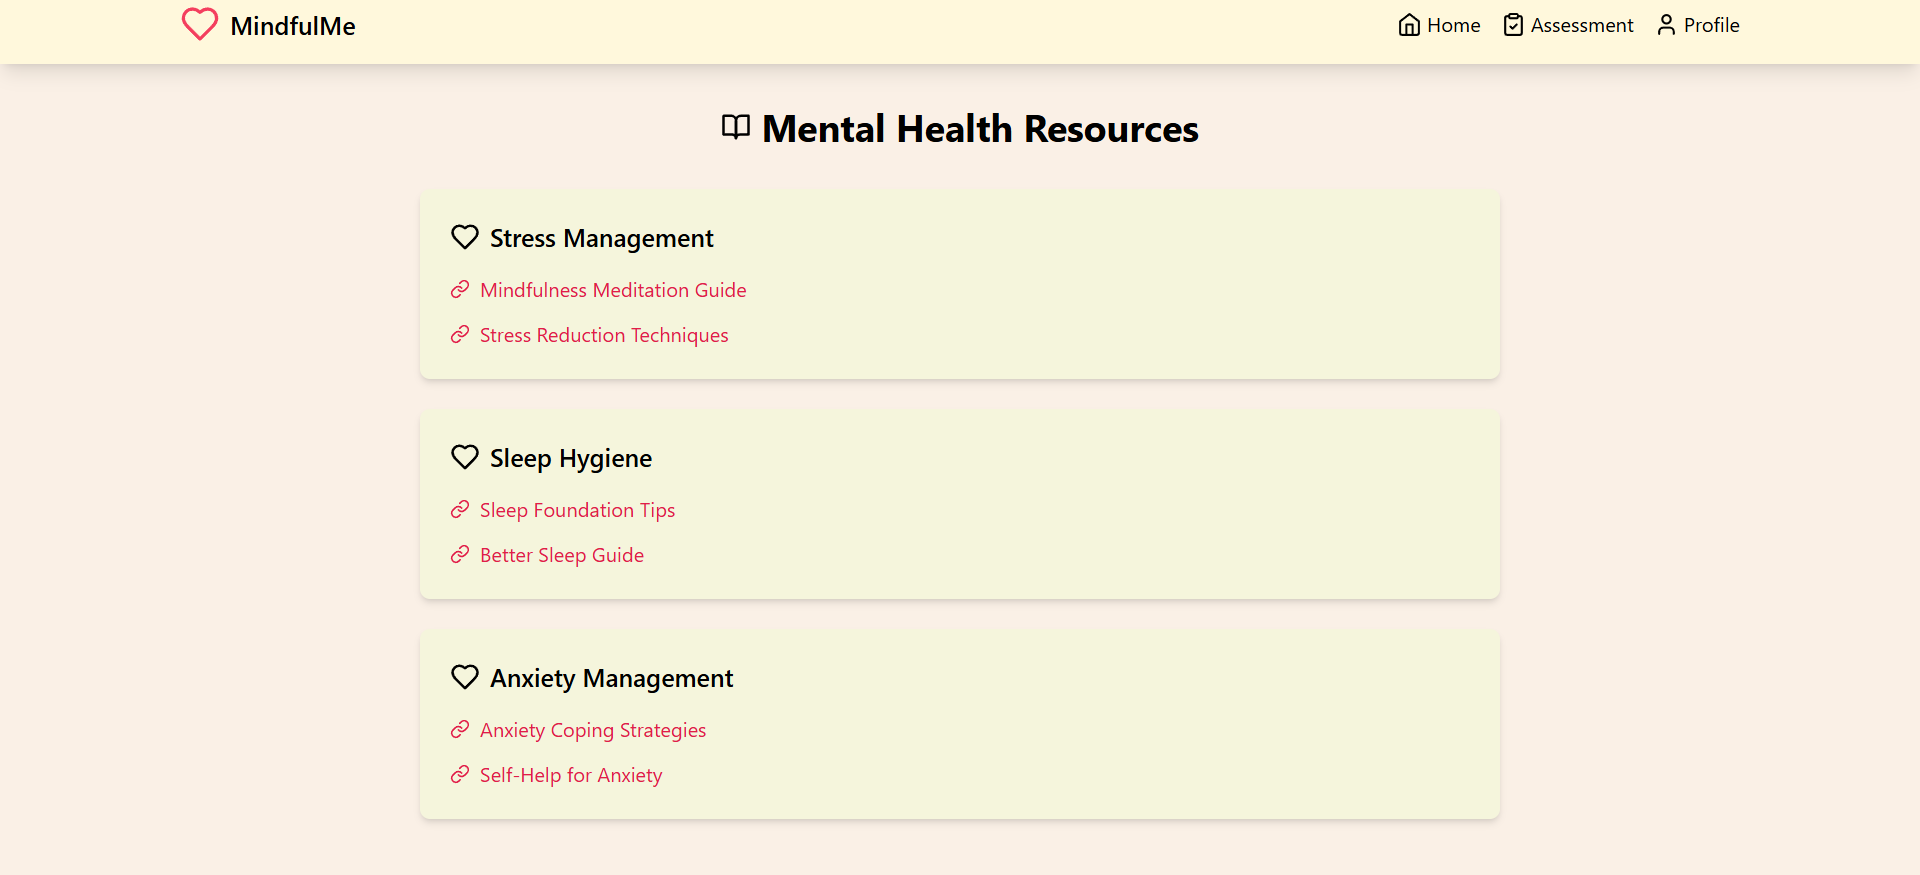 MindfulMe
Home
Assessment
Profile
Mental Health Resources
Stress Management
Mindfulness Meditation Guide
Stress Reduction Techniques
Sleep Hygiene
Sleep Foundation Tips
Better Sleep Guide
Anxiety Management
Anxiety Coping Strategies
Self-Help for Anxiety